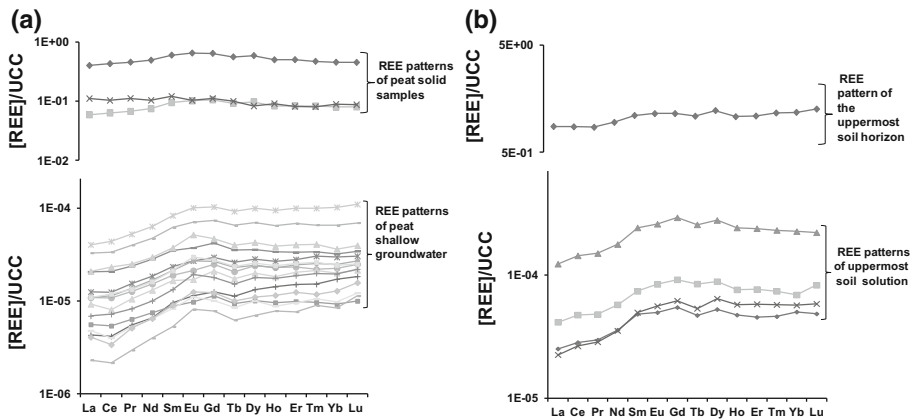 (a)
[REE]/UCC
1E+00
1E-01
1E-02
REE patterns
of peat solid
samples
[REE]/UCC
1E-04
1E-05
1E-06
REE patterns
of peat
shallow
groundwater
La Ce Pr Nd Sm Eu Gd Tb Dy Ho Er Tm Yb Lu
(b)
[REE]/UCC
5E+00
5E-01
REE
pattern of
the
uppermost
soil horizon
[REE]/UCC
1E-04
1E-05
REE patterns
of uppermost
soil solution
La Ce Pr Nd Sm Eu Gd Tb Dy Ho Er Tm Yb Lu